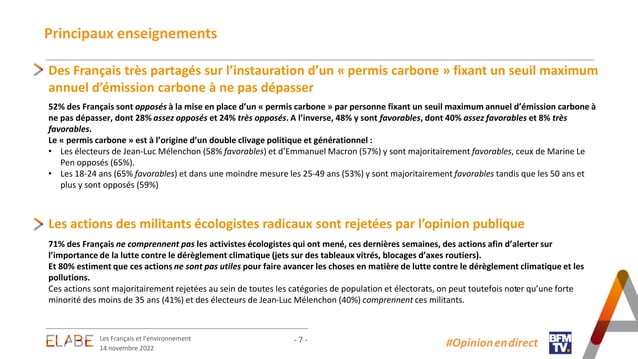 Principaux enseignements
Des Français très partagés sur l’instauration d’un « permis carbone » fixant un seuil maximum
annuel d’émission carbone à ne pas dépasser
52% des Français sont opposés à la mise en place d’un « permis carbone » par personne fixant un seuil maximum annuel d’émission carbone à
ne pas dépasser, dont 28% assez opposés et 24% très opposés. A l’inverse, 48% y sont favorables, dont 40% assez favorables et 8% très
favorables.
Le « permis carbone » est à l’origine d’un double clivage politique et générationnel :
• Les électeurs de Jean-Luc Mélenchon (58% favorables) et d’Emmanuel Macron (57%) y sont majoritairement favorables, ceux de Marine Le
Pen opposés (65%).
• Les 18-24 ans (65% favorables) et dans une moindre mesure les 25-49 ans (53%) y sont majoritairement favorables tandis que les 50 ans et
plus y sont opposés (59%)
Les actions des militants écologistes radicaux sont rejetées par l’opinion publique
71% des Français ne comprennent pas les activistes écologistes qui ont mené, ces dernières semaines, des actions afin d’alerter sur
l’importance de la lutte contre le dérèglement climatique (jets sur des tableaux vitrés, blocages d’axes routiers).
Et 80% estiment que ces actions ne sont pas utiles pour faire avancer les choses en matière de lutte contre le dérèglement climatique et les
pollutions.
Ces actions sont majoritairement rejetées au sein de toutes les catégories de population et électorats, on peut toutefois noter qu’une forte
minorité des moins de 35 ans (41%) et des électeurs de Jean-Luc Mélenchon (40%) comprennent ces militants.
ELABE
Les Français et l’environnement
14 novembre 2022
- 7 -
#Opinion en direct
BFM
TV.